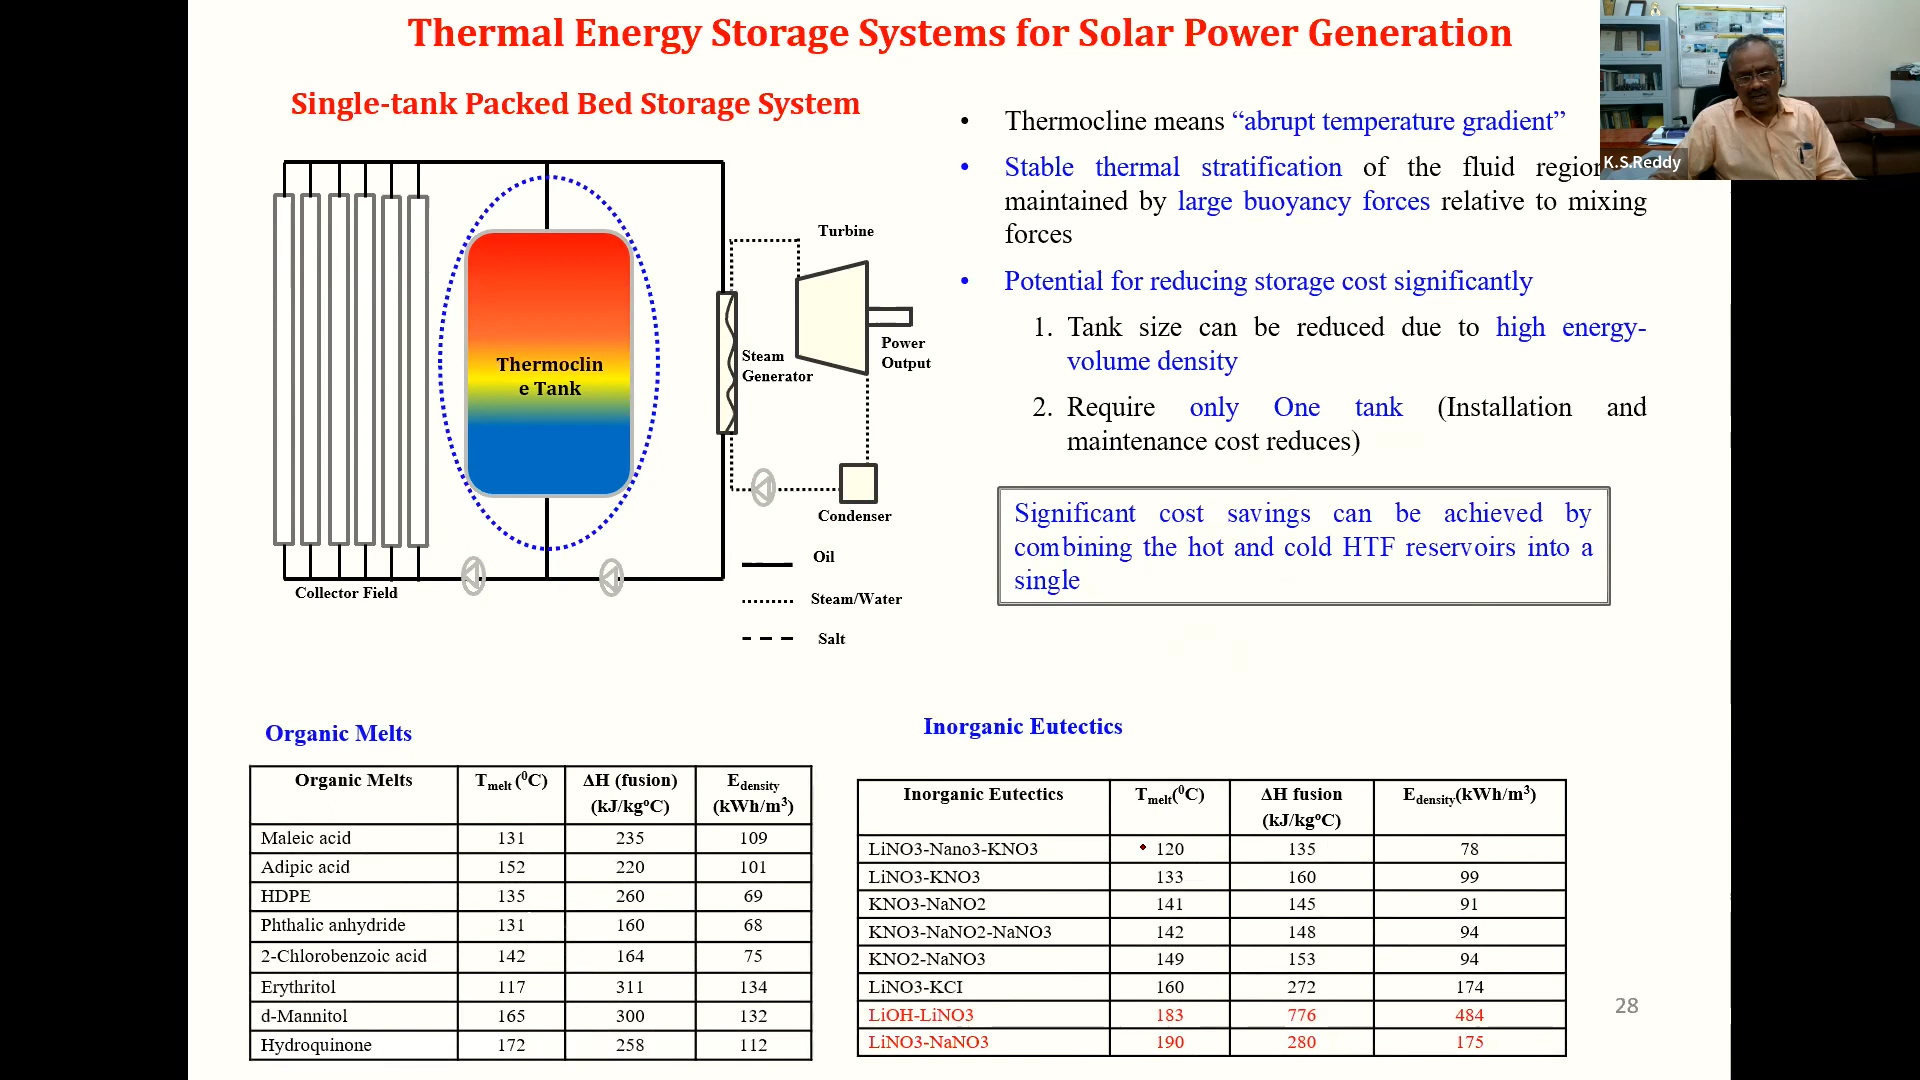 Thermal Energy Storage Systems for Solar Power Generation
Single-tank Packed Bed Storage System
Thermoclin
e Tank
Turbine
Power
Output
Steam
Generator
Condenser
Collector Field
Oil
Steam/Water
Salt
• Thermocline means “abrupt temperature gradient”
• Stable thermal stratification of the fluid region
maintained by large buoyancy forces relative to mixing
forces
• Potential for reducing storage cost significantly
1. Tank size can be reduced due to high energy-
volume density
2. Require only One tank (Installation and
maintenance cost reduces)
Significant cost savings can be achieved by
combining the hot and cold HTF reservoirs into a
single
K.S.Reddy
Organic Melts
Organic Melts Tmelt (⁰C) ΔH (fusion) (kJ/kgºC) Edensity (kWh/m³)
Maleic acid 131 235 109
Adipic acid 152 220 101
HDPE 135 260 69
Phthalic anhydride 131 160 68
2-Chlorobenzoic acid 142 164 75
Erythritol 117 311 134
d-Mannitol 165 300 132
Hydroquinone 172 258 112
Inorganic Eutectics
Inorganic Eutectics Tmelt(⁰C) ΔH fusion (kJ/kgºC) Edensity(kWh/m³)
LiNO3-Nano3-KNO3 120 135 78
LiNO3-KNO3 133 160 99
KNO3-NaNO2 141 145 91
KNO3-NaNO2-NaNO3 142 148 94
KNO2-NaNO3 149 153 94
LiNO3-KCI 160 272 174
LiOH-LiNO3 183 776 484
LiNO3-NaNO3 190 280 175
28